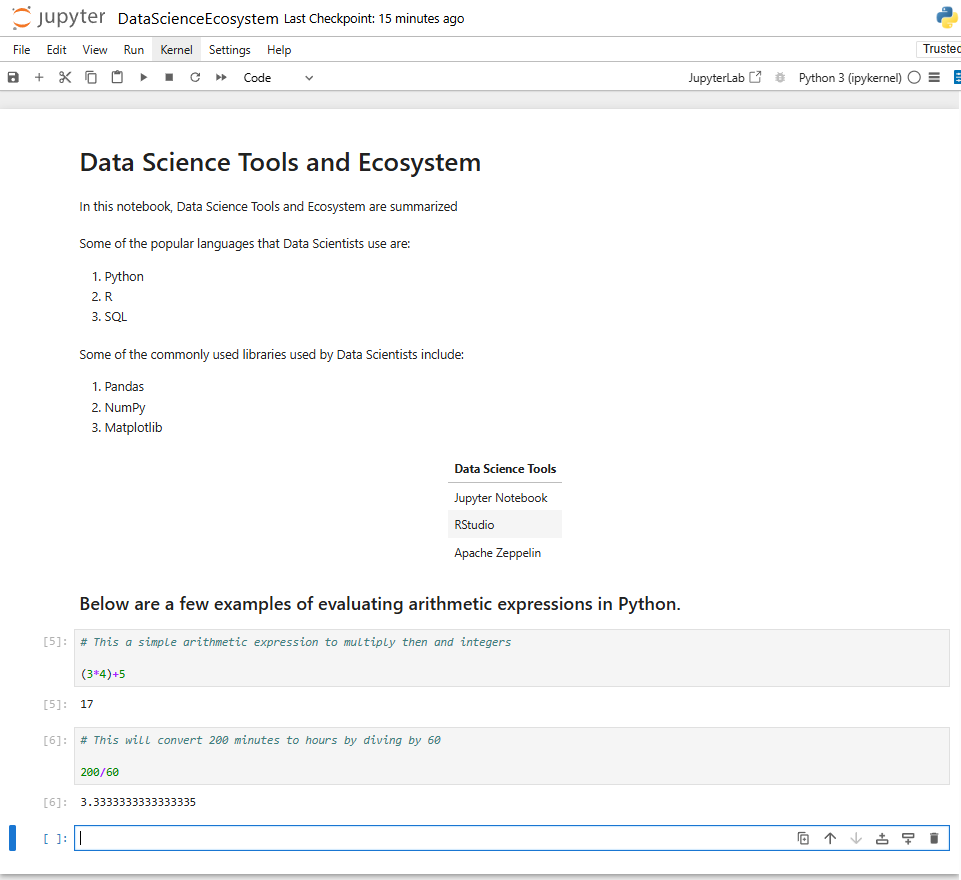 jupyter DataScienceEcosystem Last Checkpoint: 15 minutes ago
File Edit View Run Kernel Settings Help Trusted
Code JupyterLab Python 3 (ipykernel)
Data Science Tools and Ecosystem
In this notebook, Data Science Tools and Ecosystem are summarized
Some of the popular languages that Data Scientists use are:
1. Python
2. R
3. SQL
Some of the commonly used libraries used by Data Scientists include:
1. Pandas
2. NumPy
3. Matplotlib
Data Science Tools
Jupyter Notebook
RStudio
Apache Zeppelin
Below are a few examples of evaluating arithmetic expressions in Python.
[5]: # This a simple arithmetic expression to multiply then and integers
(3*4)+5
[5]: 17
[6]: # This will convert 200 minutes to hours by diving by 60
200/60
[6]: 3.3333333333333335
[ ]: